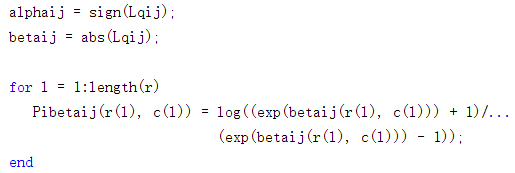 alphaij = sign(Lqij);
betaij = abs(Lqij);
for l = 1:length(r)
Pibetaij(r(l), c(l)) = log((exp(betaij(r(l), c(l))) + 1)/...
(exp(betaij(r(l), c(l))) - 1));
end